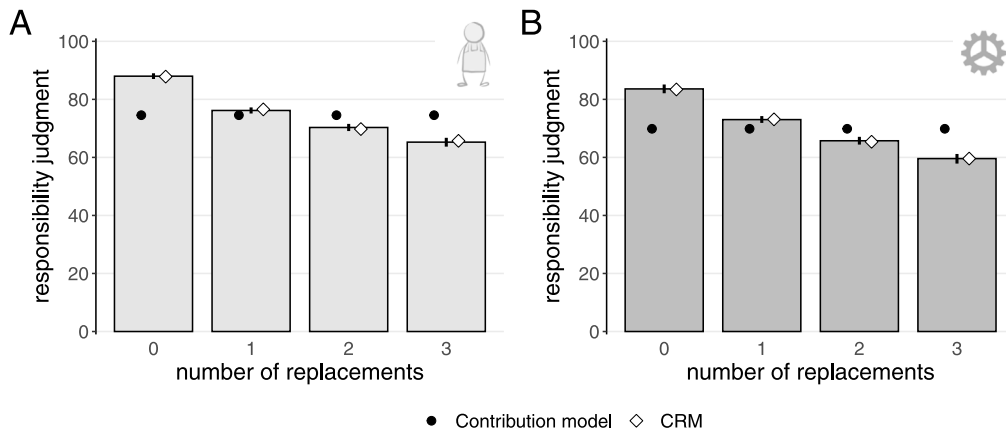 A
responsibility judgment
100
80
60
40
20
0
0 1 2 3
number of replacements
B
responsibility judgment
100
80
60
40
20
0
0 1 2 3
number of replacements
Contribution model CRM